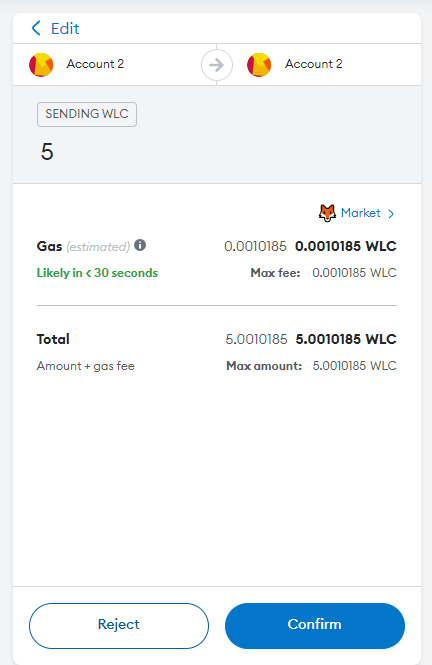 Edit
Account 2 Account 2
SENDING WLC
5
Market
Gas (estimated) 0.0010185 0.0010185 WLC
Likely in < 30 seconds Max fee: 0.0010185 WLC
Total 5.0010185 5.0010185 WLC
Amount + gas fee Max amount: 5.0010185 WLC
Reject Confirm